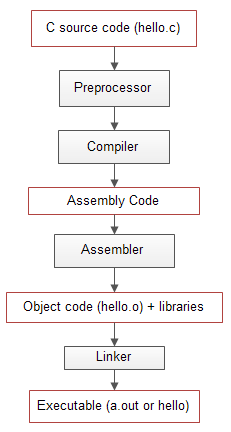 C source code (hello.c)
Preprocessor
Compiler
Assembly Code
Assembler
Object code (hello.o) + libraries
Linker
Executable (a.out or hello)